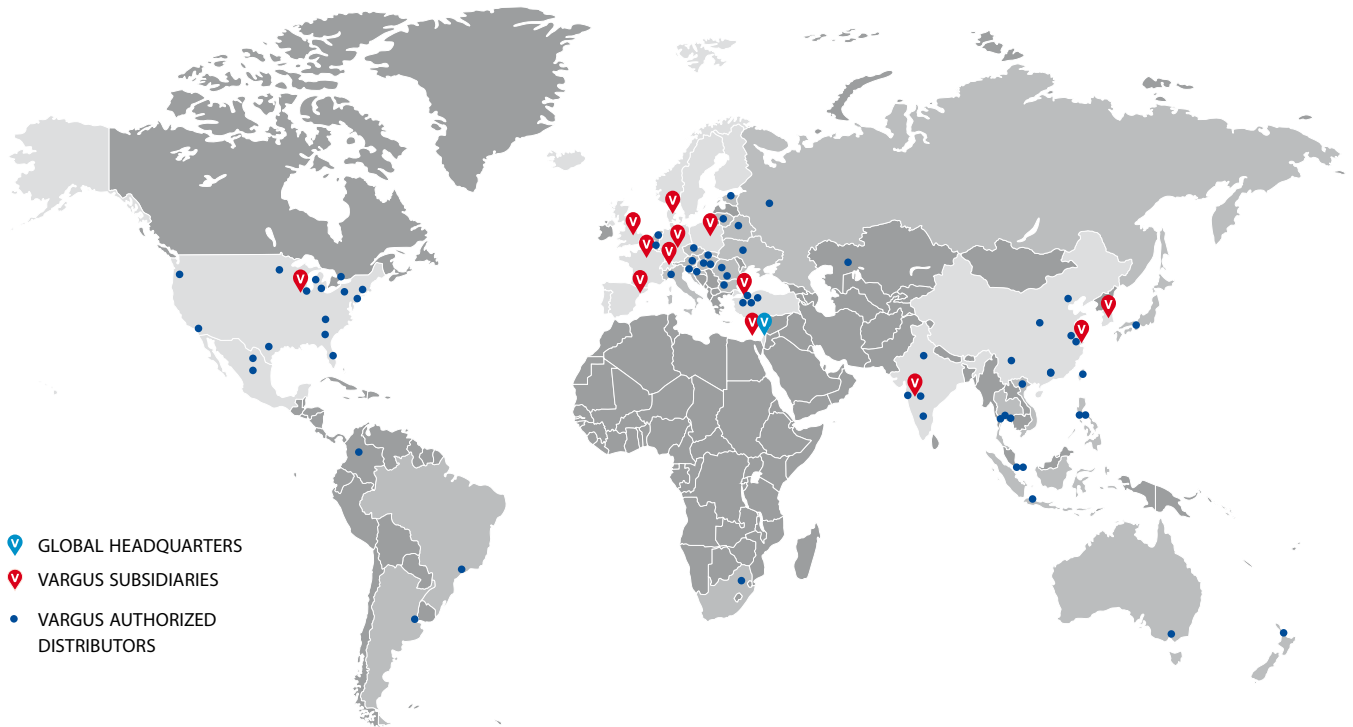 GLOBAL HEADQUARTERS
VARGUS SUBSIDIARIES
VARGUS AUTHORIZED
DISTRIBUTORS